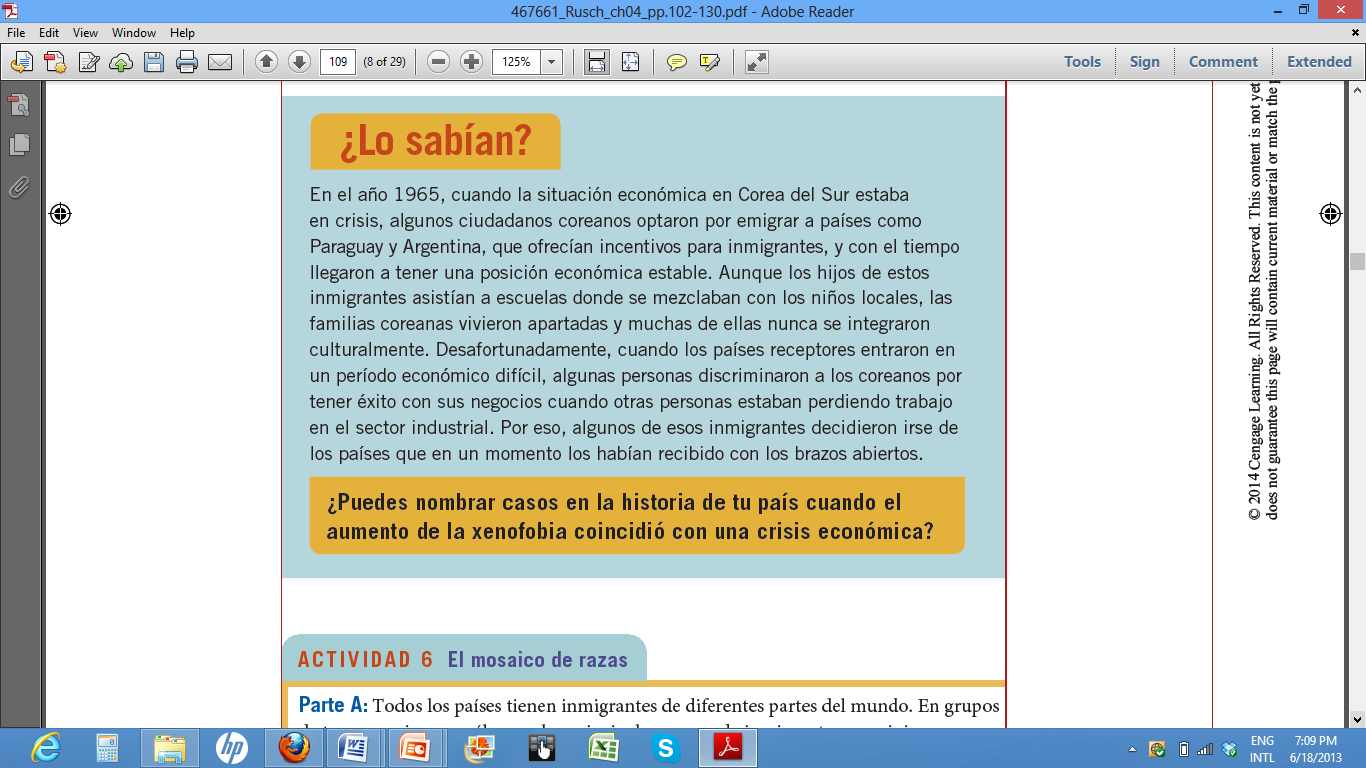 467661_Rusch_ch04_pp.102-130.pdf - Adobe Reader
File Edit View Window Help
109 (8 of 29) 125% Tools Sign Comment Extended
¿Lo sabían?
En el año 1965, cuando la situación económica en Corea del Sur estaba
en crisis, algunos ciudadanos coreanos optaron por emigrar a países como
Paraguay y Argentina, que ofrecían incentivos para inmigrantes, y con el tiempo
llegaron a tener una posición económica estable. Aunque los hijos de estos
inmigrantes asistían a escuelas donde se mezclaban con los niños locales, las
familias coreanas vivieron apartadas y muchas de ellas nunca se integraron
culturalmente. Desafortunadamente, cuando los países receptores entraron en
un período económico difícil, algunas personas discriminaron a los coreanos por
tener éxito con sus negocios cuando otras personas estaban perdiendo trabajo
en el sector industrial. Por eso, algunos de esos inmigrantes decidieron irse de
los países que en un momento los habían recibido con los brazos abiertos.
¿Puedes nombrar casos en la historia de tu país cuando el
aumento de la xenofobia coincidió con una crisis económica?
ACTIVIDAD 6 El mosaico de razas
Parte A: Todos los países tienen inmigrantes de diferentes partes del mundo. En grupos
© 2014 Cengage Learning. All Rights Reserved. This content is not yet
does not guarantee this page will contain current material or match the
hp
ENG 7:09 PM
INTL 6/18/2013